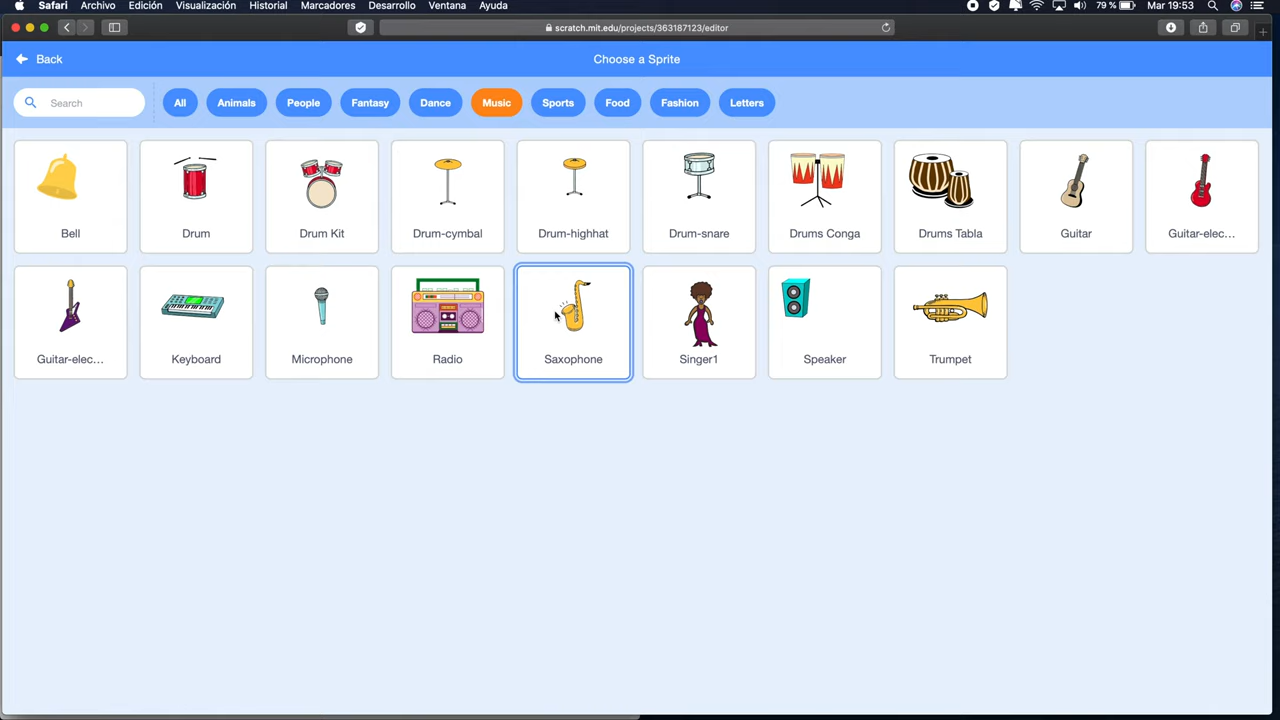 Safari Archivo Edición Visualización Historial Marcadores Desarrollo Ventana Ayuda 79 % Mar 19:53
scratch.mit.edu/projects/363187123/editor
Back Choose a Sprite
Search All Animals People Fantasy Dance Music Sports Food Fashion Letters
Bell Drum Drum Kit Drum-cymbal Drum-highhat Drum-snare Drums Conga Drums Tabla Guitar Guitar-elec...
Guitar-elec... Keyboard Microphone Radio Saxophone Singer1 Speaker Trumpet